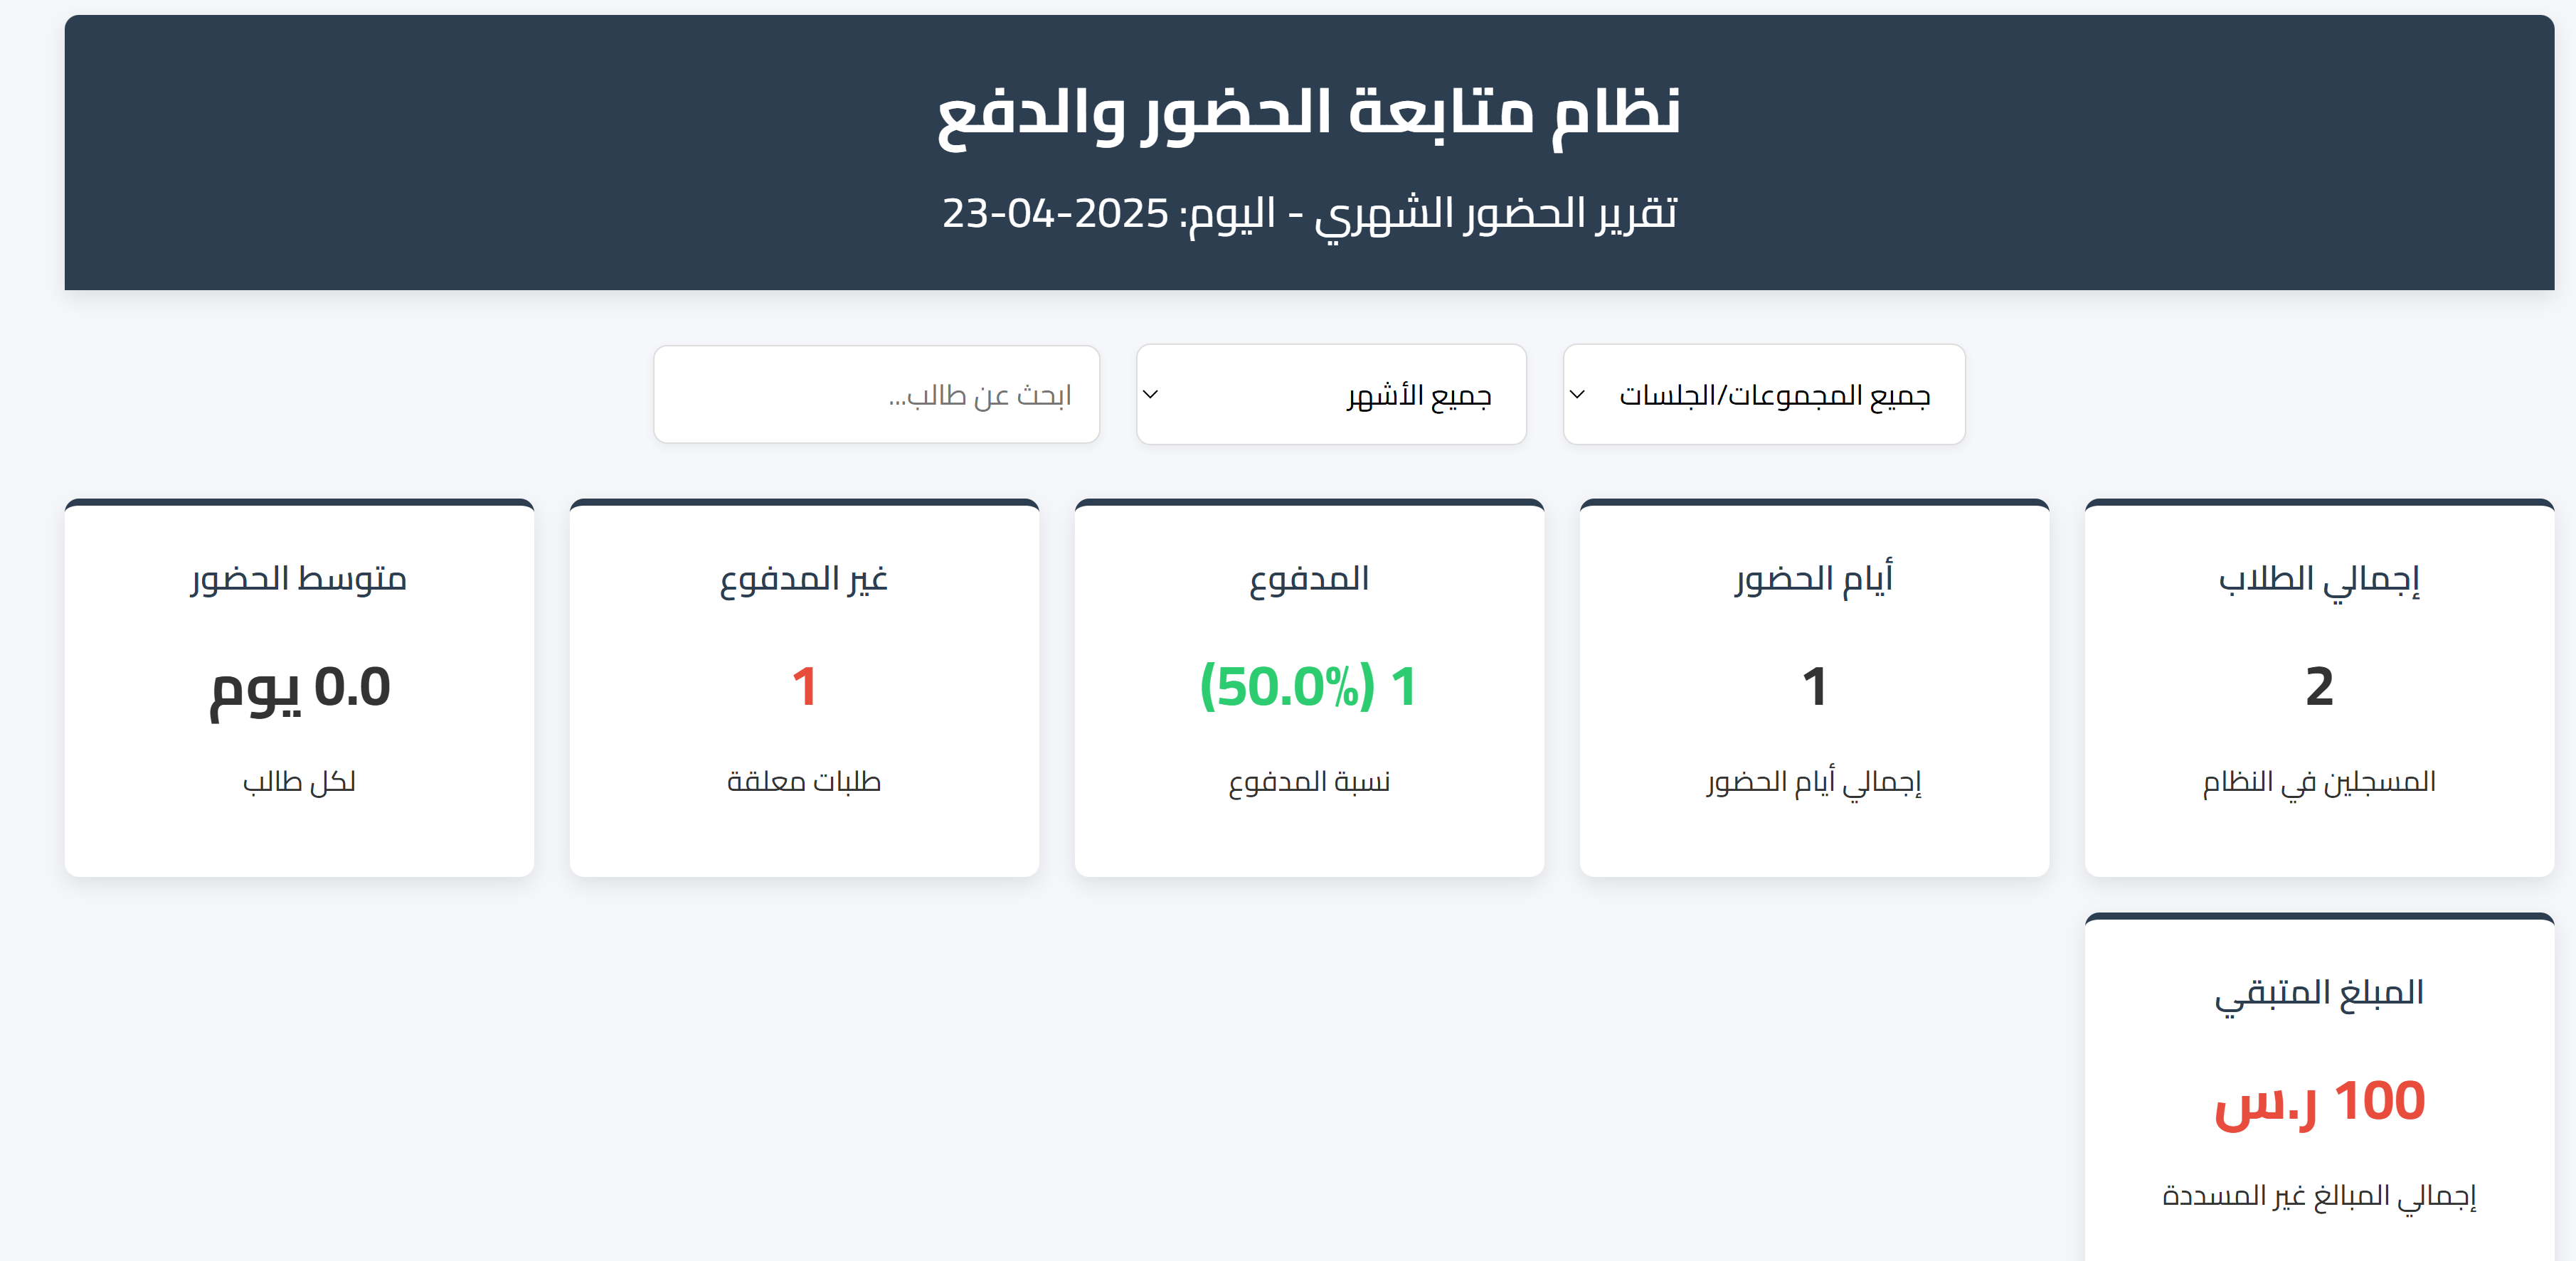 نظام متابعة الحضور والدفع
تقرير الحضور الشهري - اليوم: 2025-04-23
جميع المجموعات/الجلسات
جميع الأشهر
ابحث عن طالب...
إجمالي الطلاب
2
المسجلين في النظام
أيام الحضور
1
إجمالي أيام الحضور
المدفوع
1 (50.0%)
نسبة المدفوع
غير المدفوع
1
طلبات معلقة
متوسط الحضور
0.0 يوم
لكل طالب
المبلغ المتبقي
100 ر.س
إجمالي المبالغ غير المسددة